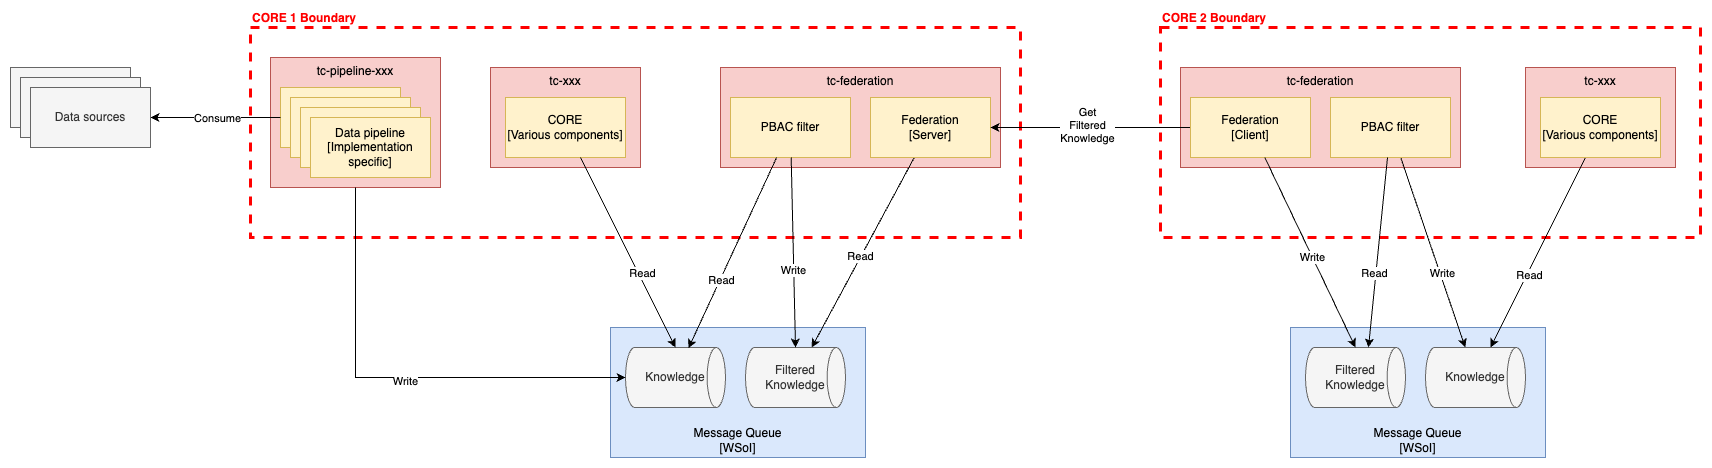 CORE 1 Boundary
CORE 2 Boundary
tc-pipeline-xxx
tc-xxx
tc-federation
tc-federation
tc-xxx
Data sources
Consume
Data pipeline
[Implementation
specific]
CORE
[Various components]
PBAC filter
Federation
[Server]
Get
Filtered
Knowledge
Federation
[Client]
PBAC filter
CORE
[Various components]
Read
Read
Write
Read
Write
Read
Write
Read
Write
Knowledge
Filtered
Knowledge
Message Queue
[WSoI]
Filtered
Knowledge
Knowledge
Message Queue
[WSoI]